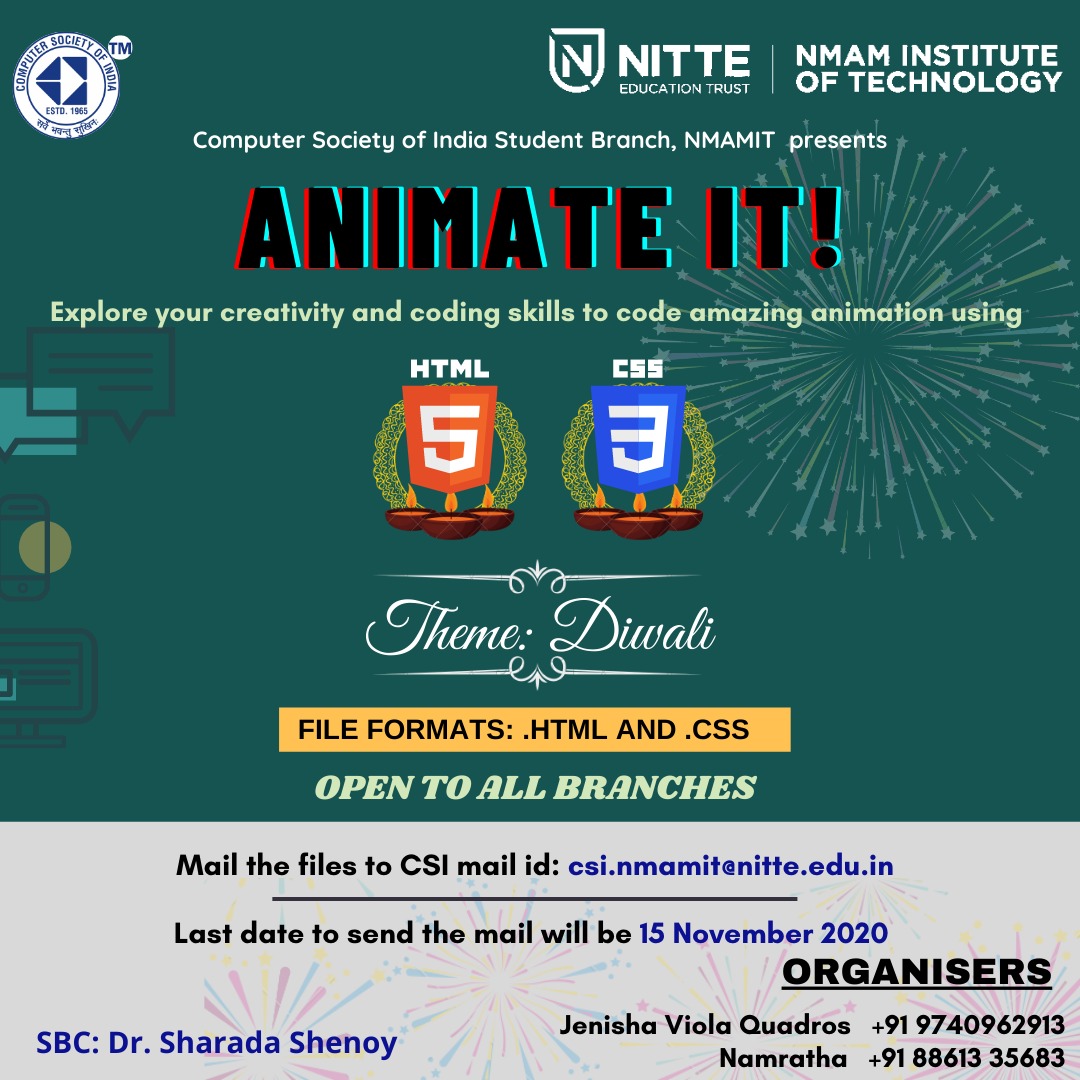 COMPUTER SOCIETY OF INDIA
TM
ESTD. 1965
सर्वे भवन्तु सुखिनः
N NITTE
EDUCATION TRUST
NMAM INSTITUTE
OF TECHNOLOGY
Computer Society of India Student Branch, NMAMIT presents
ANIMATE IT!
Explore your creativity and coding skills to code amazing animation using
HTML CSS
5 3
Theme: Diwali
FILE FORMATS: .HTML AND .CSS
OPEN TO ALL BRANCHES
Mail the files to CSI mail id: csi.nmamit@nitte.edu.in
Last date to send the mail will be 15 November 2020
ORGANISERS
Jenisha Viola Quadros +91 9740962913
SBC: Dr. Sharada Shenoy
Namratha +91 88613 35683